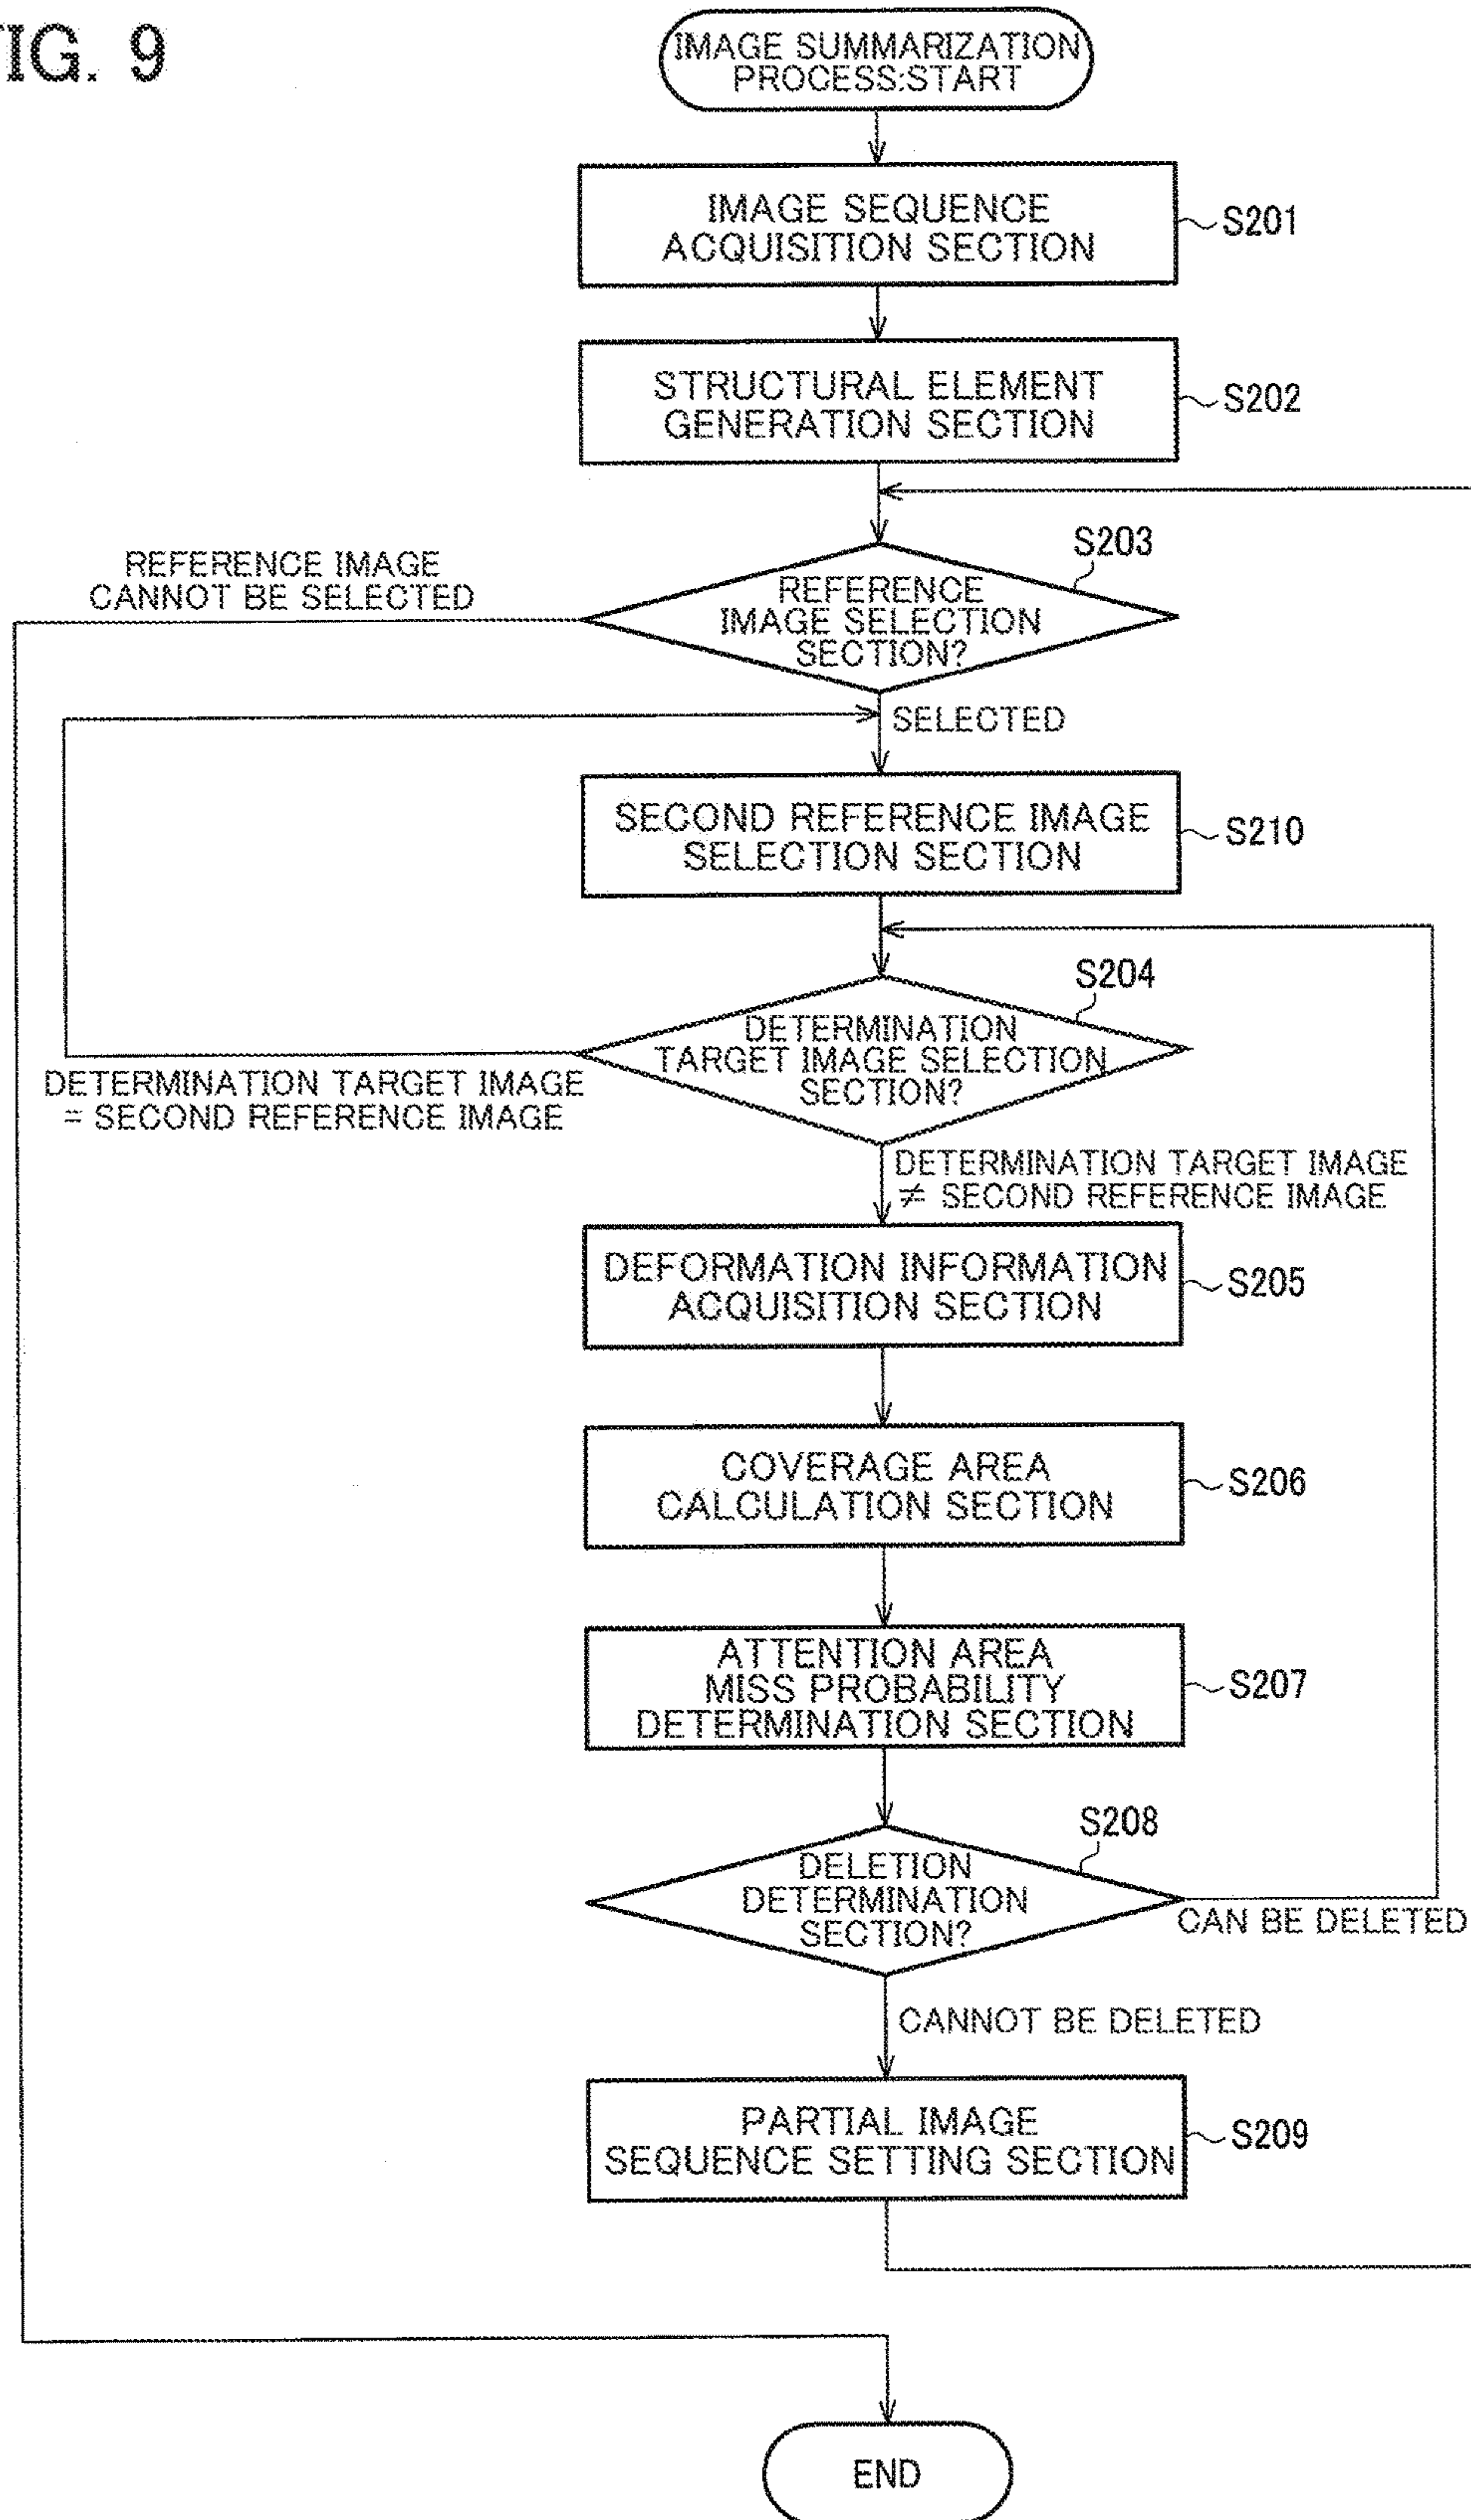 IG. 9
IMAGE SUMMARIZATION
PROCESS:START
IMAGE SEQUENCE
ACQUISITION SECTION
S201
STRUCTURAL ELEMENT
GENERATION SECTION
S202
REFERENCE IMAGE
CANNOT BE SELECTED
S203
REFERENCE
IMAGE SELECTION
SECTION?
SELECTED
SECOND REFERENCE IMAGE
SELECTION SECTION
S210
S204
DETERMINATION
TARGET IMAGE SELECTION
SECTION?
DETERMINATION TARGET IMAGE
= SECOND REFERENCE IMAGE
DETERMINATION TARGET IMAGE
≠ SECOND REFERENCE IMAGE
DEFORMATION INFORMATION
ACQUISITION SECTION
S205
COVERAGE AREA
CALCULATION SECTION
S206
ATTENTION AREA
MISS PROBABILITY
DETERMINATION SECTION
S207
S208
DELETION
DETERMINATION
SECTION?
CAN BE DELETED
CANNOT BE DELETED
PARTIAL IMAGE
SEQUENCE SETTING SECTION
S209
END